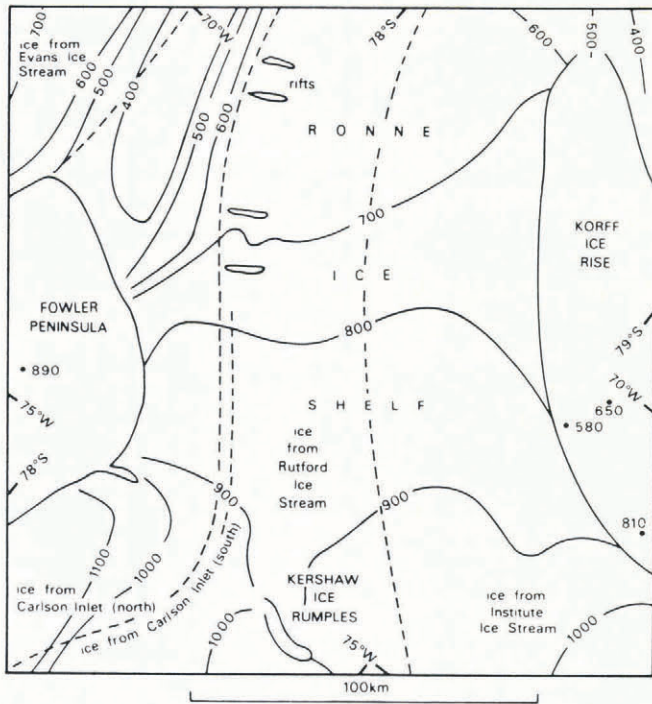 700
Ice from
Evans Ice
Stream
600
500
400
70°W
500
600
rifts
78°S
600
500
400
R O N N E
700
KORFF
ICE
RISE
I C E
FOWLER
PENINSULA
800
79°S
890
S H E L F
70°W
650
580
75°W
78°S
Ice
from
Rutford
Ice
Stream
900
900
810
1100
1000
Ice from
Carlson Inlet (north)
Ice from Carlson Inlet (south)
KERSHAW
ICE
RUMPLES
Ice from
Institute
Ice Stream
1000
75°W
1000
100km